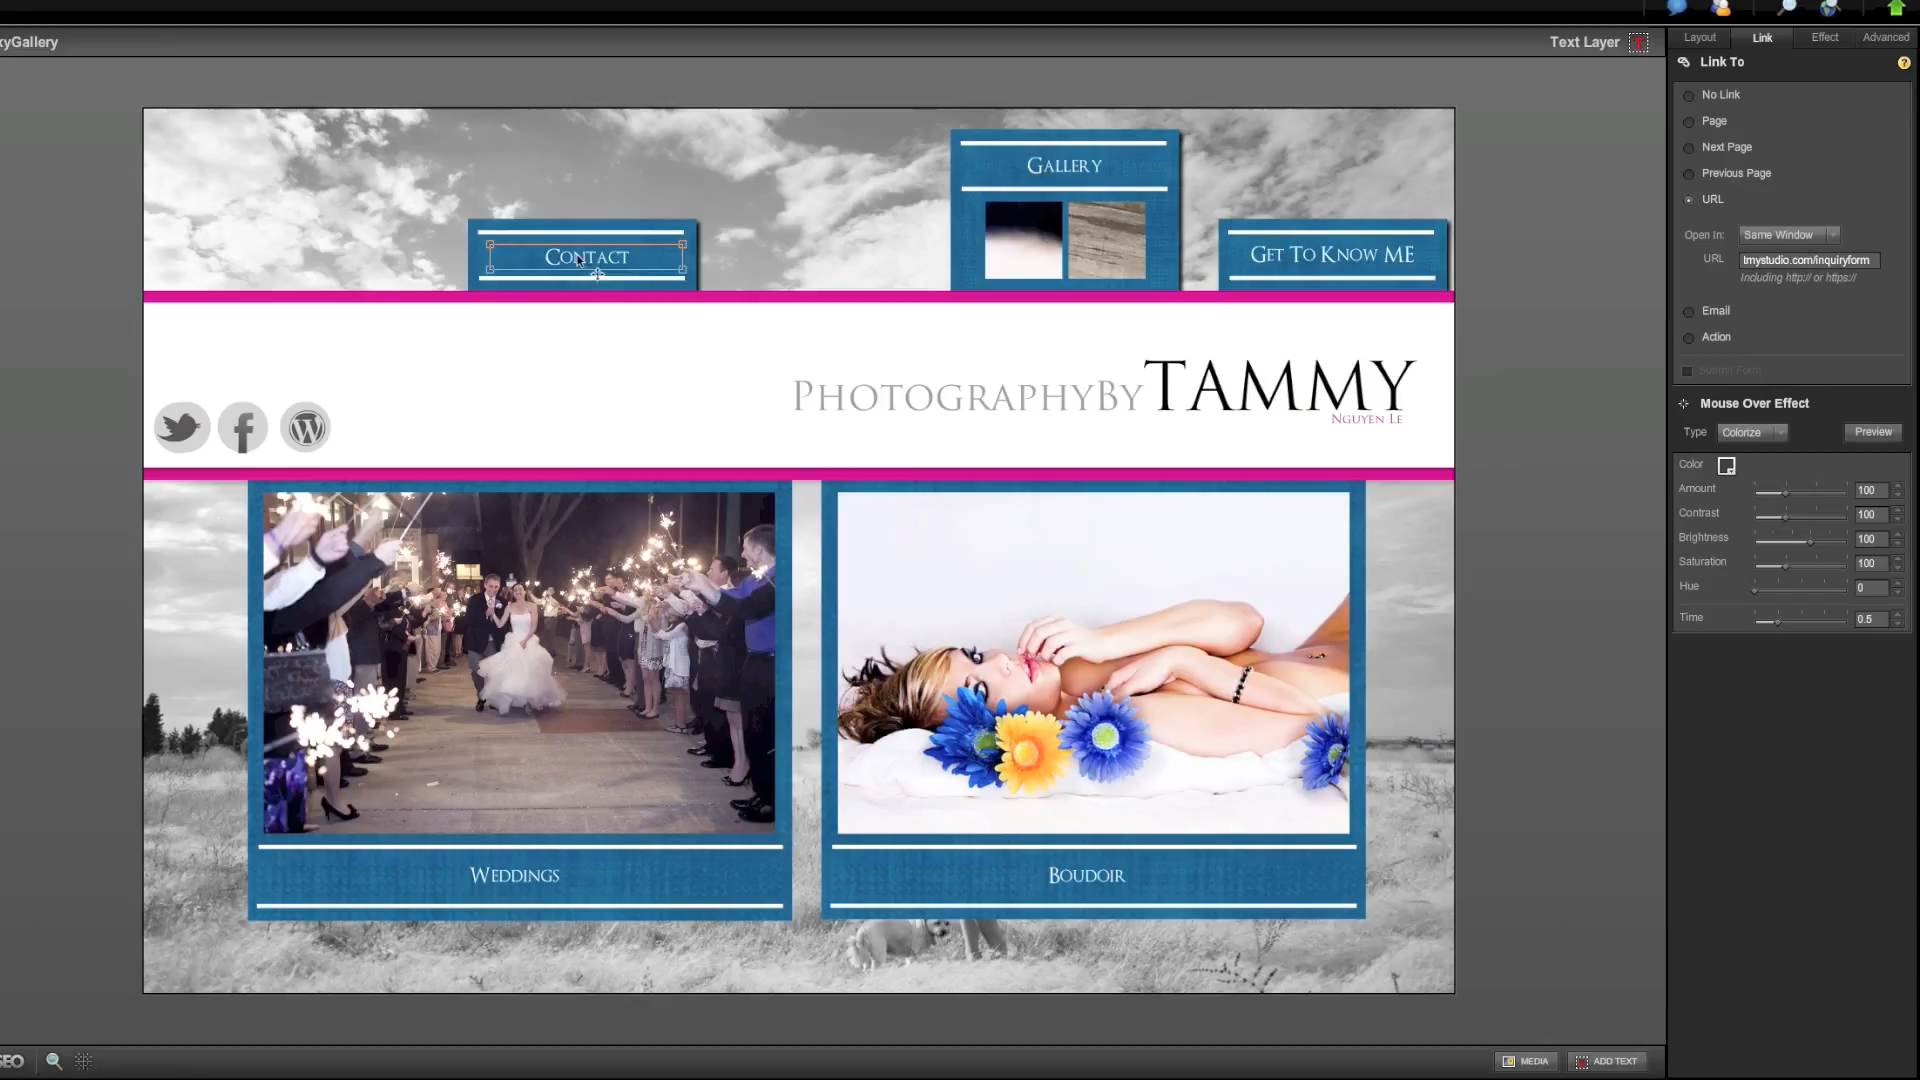 xyGallery
Text Layer
Layout
Link
Effect
Advanced
Link To
?
No Link
Page
Next Page
Previous Page
URL
Open In: Same Window
URL tmystudio.com/inquiryform
Including http:// or https://
Email
Action
Submit Form
Mouse Over Effect
Type Colorize Preview
Color
Amount 100
Contrast 100
Brightness 100
Saturation 100
Hue 0
Time 0.5
Gallery
Contact
Get To Know ME
PhotographyBy TAMMY
Nguyen Le
Weddings
Boudoir
SEO
MEDIA
ADD TEXT